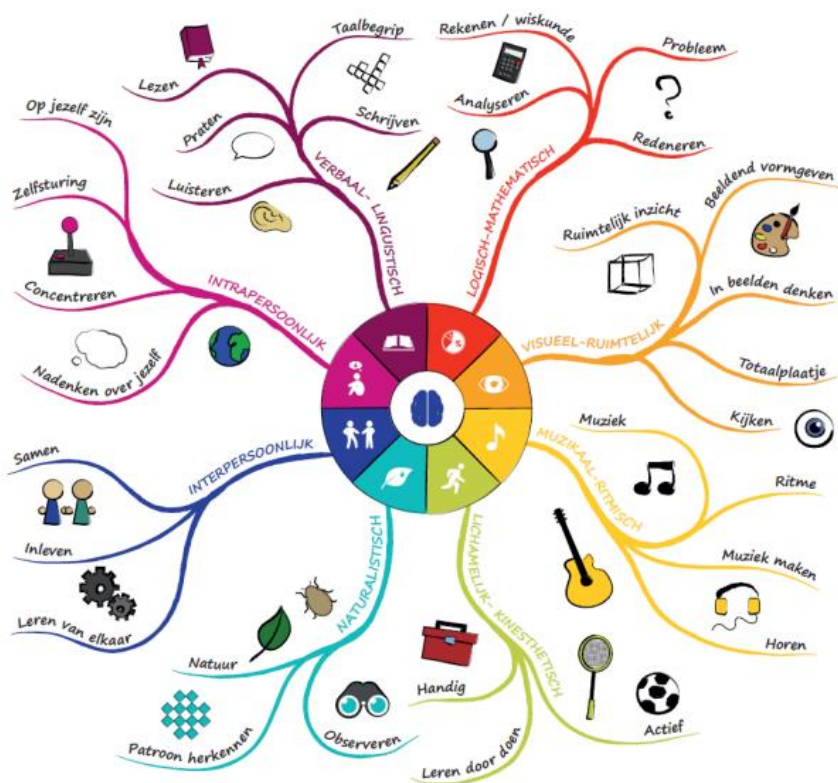 Taalbegrip
Lezen
Praten
Schrijven
Luisteren
VERBAAL- LINGUISTISCH
Rekenen / wiskunde
Probleem
Analyseren
Redeneren
LOGISCH-MATHEMATISCH
Beeldend vormgeven
Ruimtelijk inzicht
In beelden denken
Totaalplaatje
Kijken
VISUEEL-RUIMTELIJK
Muziek
Ritme
Muziek maken
Horen
MUZIKAAL-RITMISCH
Handig
Actief
Leren door doen
LICHAMELIJK- KINESTHETISCH
Natuur
Observeren
Patroon herkennen
NATURALISTISCH
Samen
Inleven
Leren van elkaar
INTERPERSOONLIJK
Op jezelf zijn
Zelfsturing
Concentreren
Nadenken over jezelf
INTRAPERSOONLIJK